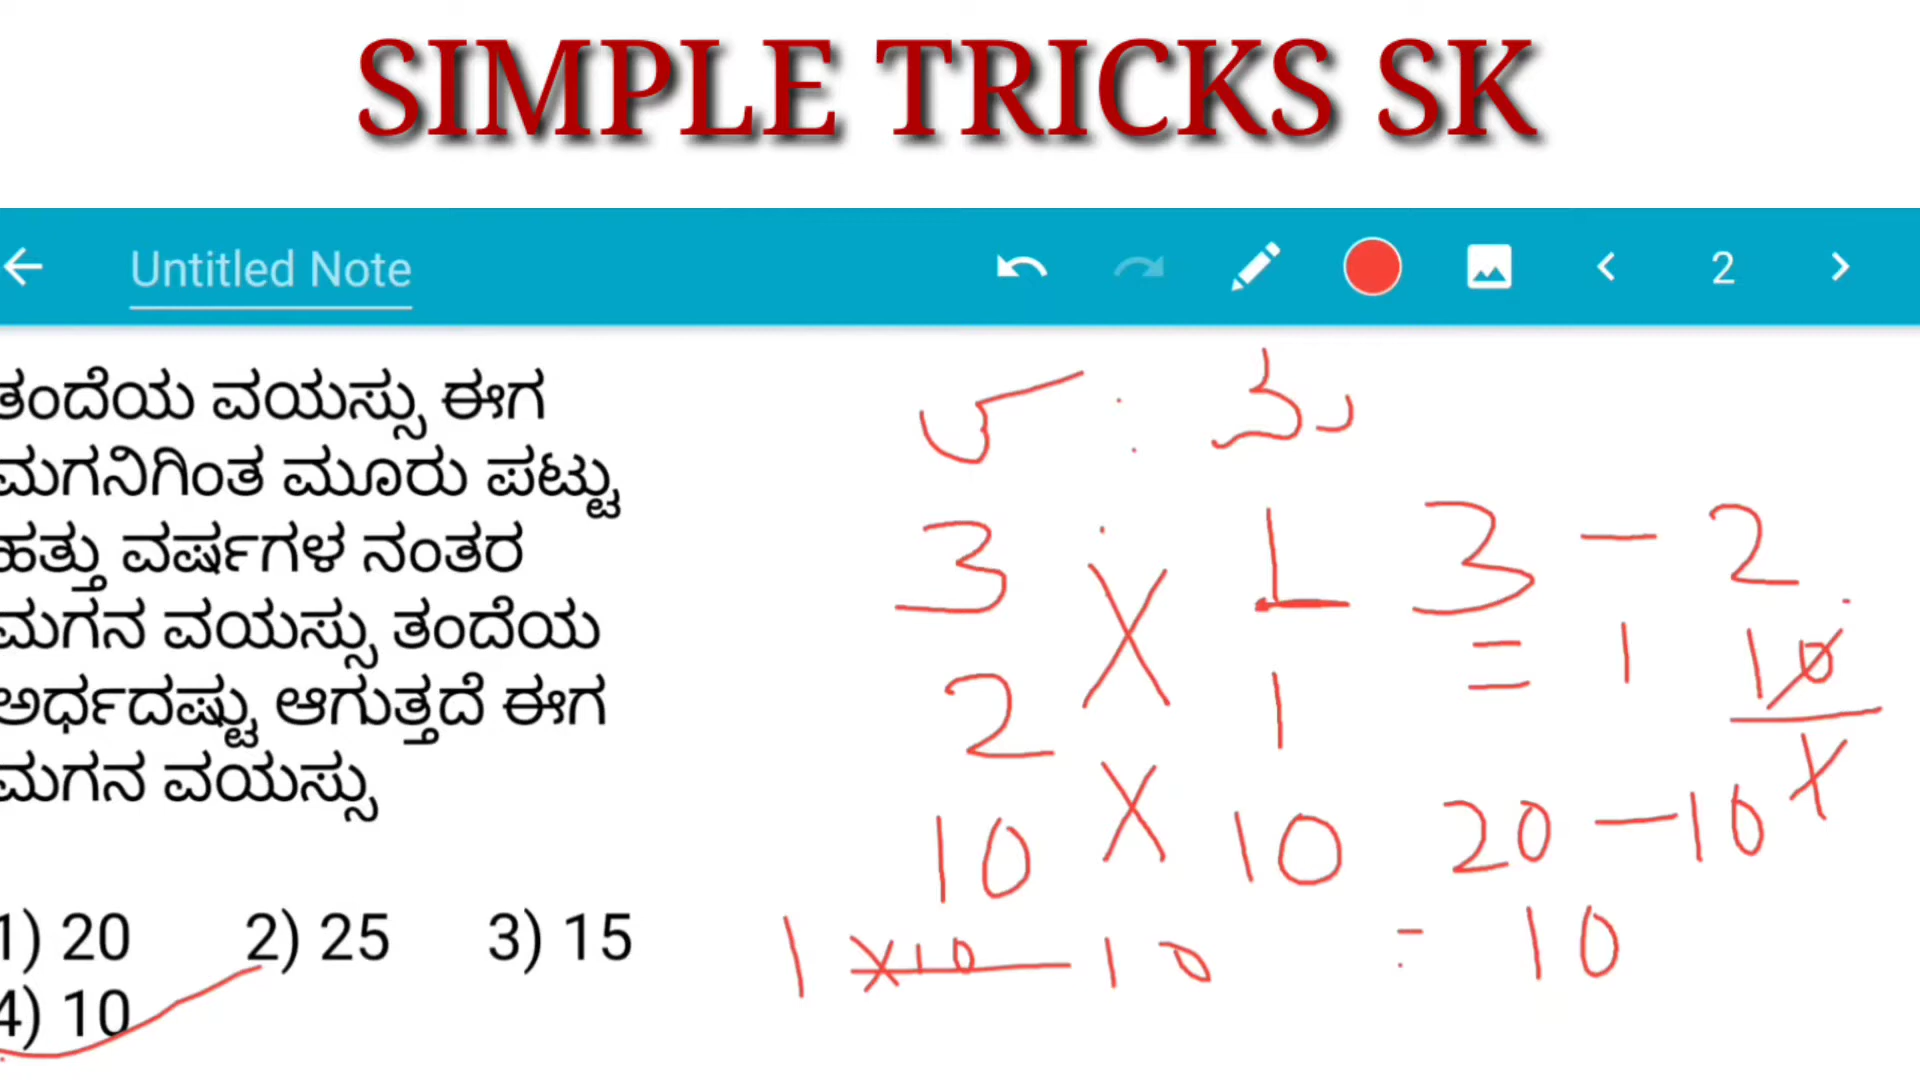 SIMPLE TRICKS SK
Untitled Note
2
ತಂದೆಯ ವಯಸ್ಸು ಈಗ
ಮಗನಿಗಿಂತ ಮೂರು ಪಟ್ಟು
ಹತ್ತು ವರ್ಷಗಳ ನಂತರ
ಮಗನ ವಯಸ್ಸು ತಂದೆಯ
ಅರ್ಧದಷ್ಟು ಆಗುತ್ತದೆ ಈಗ
ಮಗನ ವಯಸ್ಸು
1) 20 2) 25 3) 15
4) 10
3 : 1 3 - 2
2 1 = 1 10
10 10 20 - 10
1 × 10 10 = 10